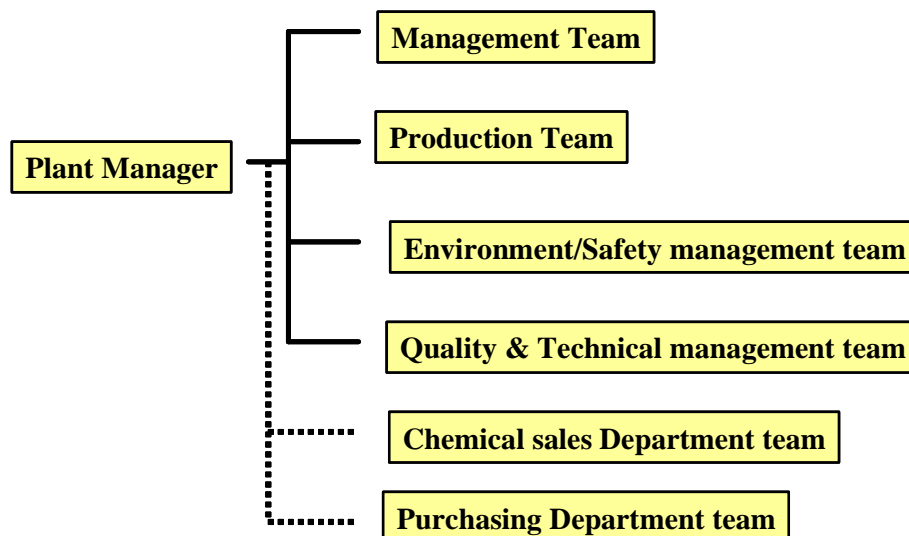 Management Team
Production Team
Plant Manager
Environment/Safety management team
Quality & Technical management team
Chemical sales Department team
Purchasing Department team